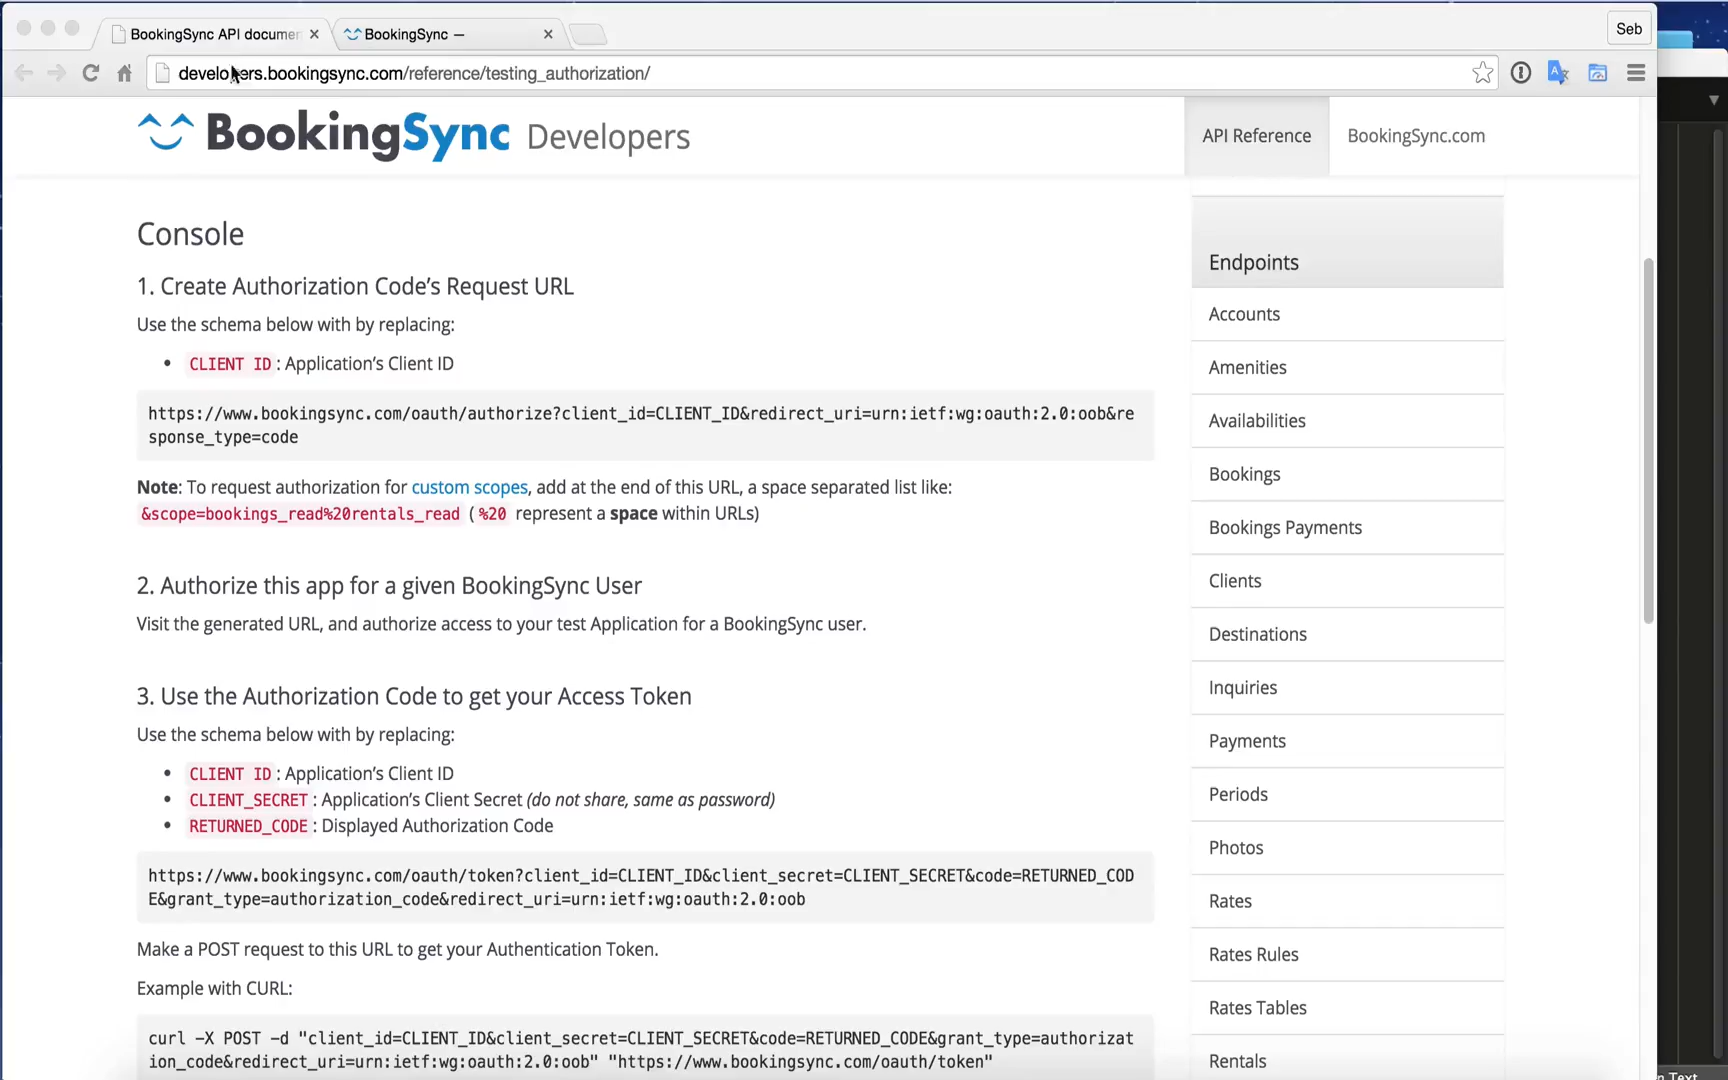 BookingSync API documen
BookingSync —
Seb
developers.bookingsync.com/reference/testing_authorization/
BookingSync Developers
API Reference
BookingSync.com
Console
1. Create Authorization Code’s Request URL
Use the schema below with by replacing:
• CLIENT ID : Application’s Client ID
https://www.bookingsync.com/oauth/authorize?client_id=CLIENT_ID&redirect_uri=urn:ietf:wg:oauth:2.0:oob&re
sponse_type=code
Note: To request authorization for custom scopes, add at the end of this URL, a space separated list like:
&scope=bookings_read%20rentals_read ( %20 represent a space within URLs)
2. Authorize this app for a given BookingSync User
Visit the generated URL, and authorize access to your test Application for a BookingSync user.
3. Use the Authorization Code to get your Access Token
Use the schema below with by replacing:
• CLIENT ID : Application’s Client ID
• CLIENT_SECRET : Application’s Client Secret (do not share, same as password)
• RETURNED_CODE : Displayed Authorization Code
https://www.bookingsync.com/oauth/token?client_id=CLIENT_ID&client_secret=CLIENT_SECRET&code=RETURNED_COD
E&grant_type=authorization_code&redirect_uri=urn:ietf:wg:oauth:2.0:oob
Make a POST request to this URL to get your Authentication Token.
Example with CURL:
curl -X POST -d "client_id=CLIENT_ID&client_secret=CLIENT_SECRET&code=RETURNED_CODE&grant_type=authorizat
ion_code&redirect_uri=urn:ietf:wg:oauth:2.0:oob" "https://www.bookingsync.com/oauth/token"
Endpoints
Accounts
Amenities
Availabilities
Bookings
Bookings Payments
Clients
Destinations
Inquiries
Payments
Periods
Photos
Rates
Rates Rules
Rates Tables
Rentals